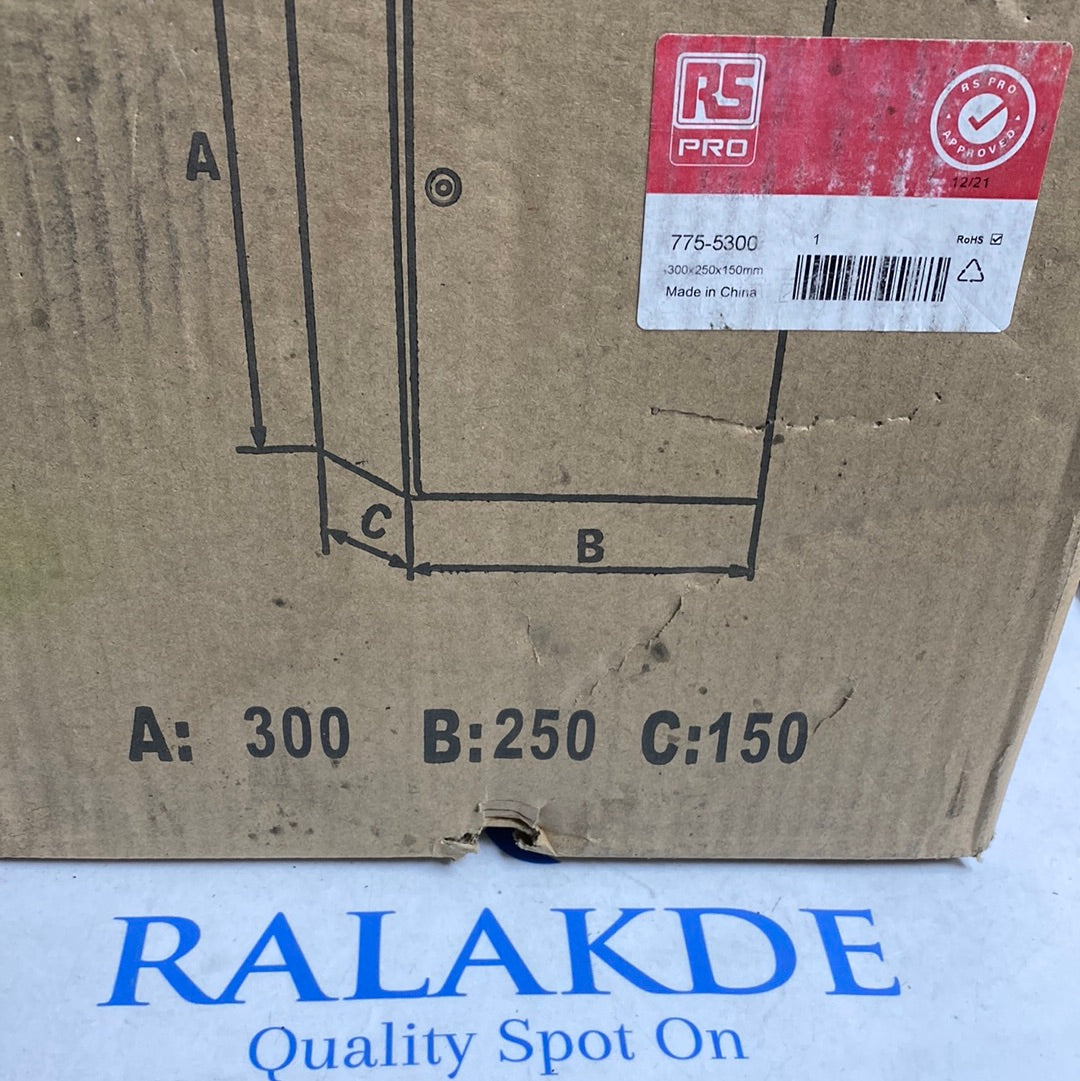 A
RS
PRO
RS PRO
APPROVED
12/21
775-5300 1 RoHS
300x250x150mm
Made in China
C
B
A: 300 B:250 C:150
RALAKDE
Quality Spot On